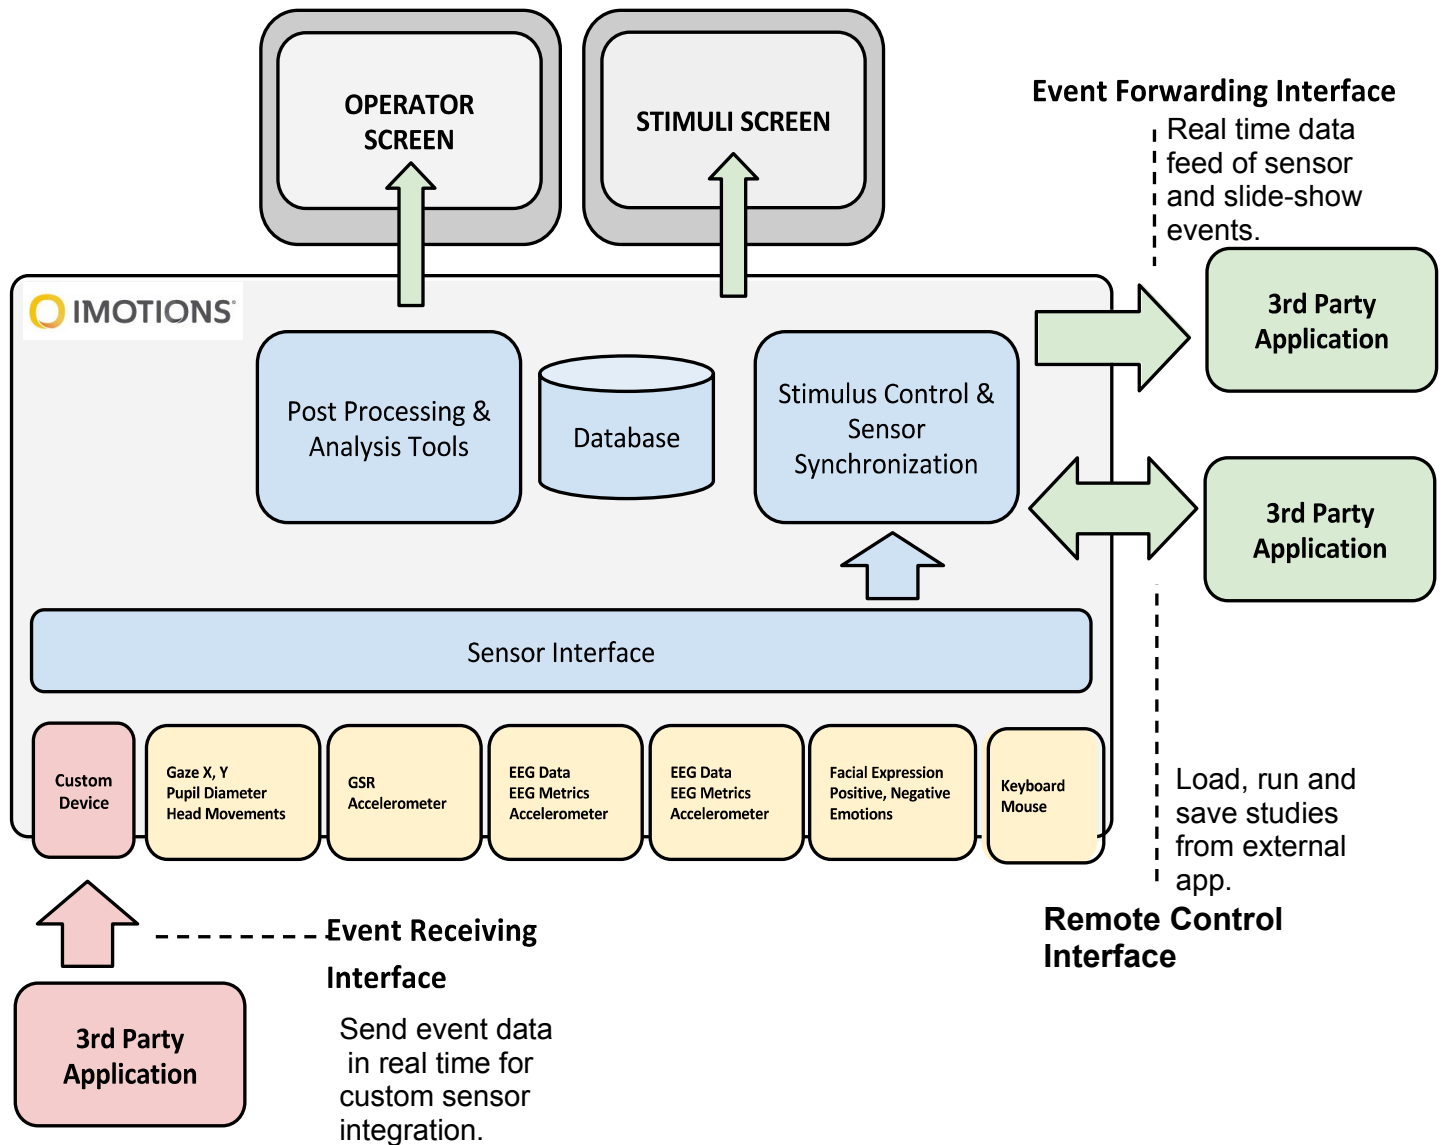 OPERATOR
SCREEN
STIMULI SCREEN
Event Forwarding Interface
Real time data
feed of sensor
and slide-show
events.
IMOTIONS
Post Processing &
Analysis Tools
Database
Stimulus Control &
Sensor
Synchronization
3rd Party
Application
3rd Party
Application
Sensor Interface
Custom
Device
Gaze X, Y
Pupil Diameter
Head Movements
GSR
Accelerometer
EEG Data
EEG Metrics
Accelerometer
EEG Data
EEG Metrics
Accelerometer
Facial Expression
Positive, Negative
Emotions
Keyboard
Mouse
Load, run and
save studies
from external
app.
Remote Control
Interface
Event Receiving
Interface
Send event data
in real time for
custom sensor
integration.
3rd Party
Application